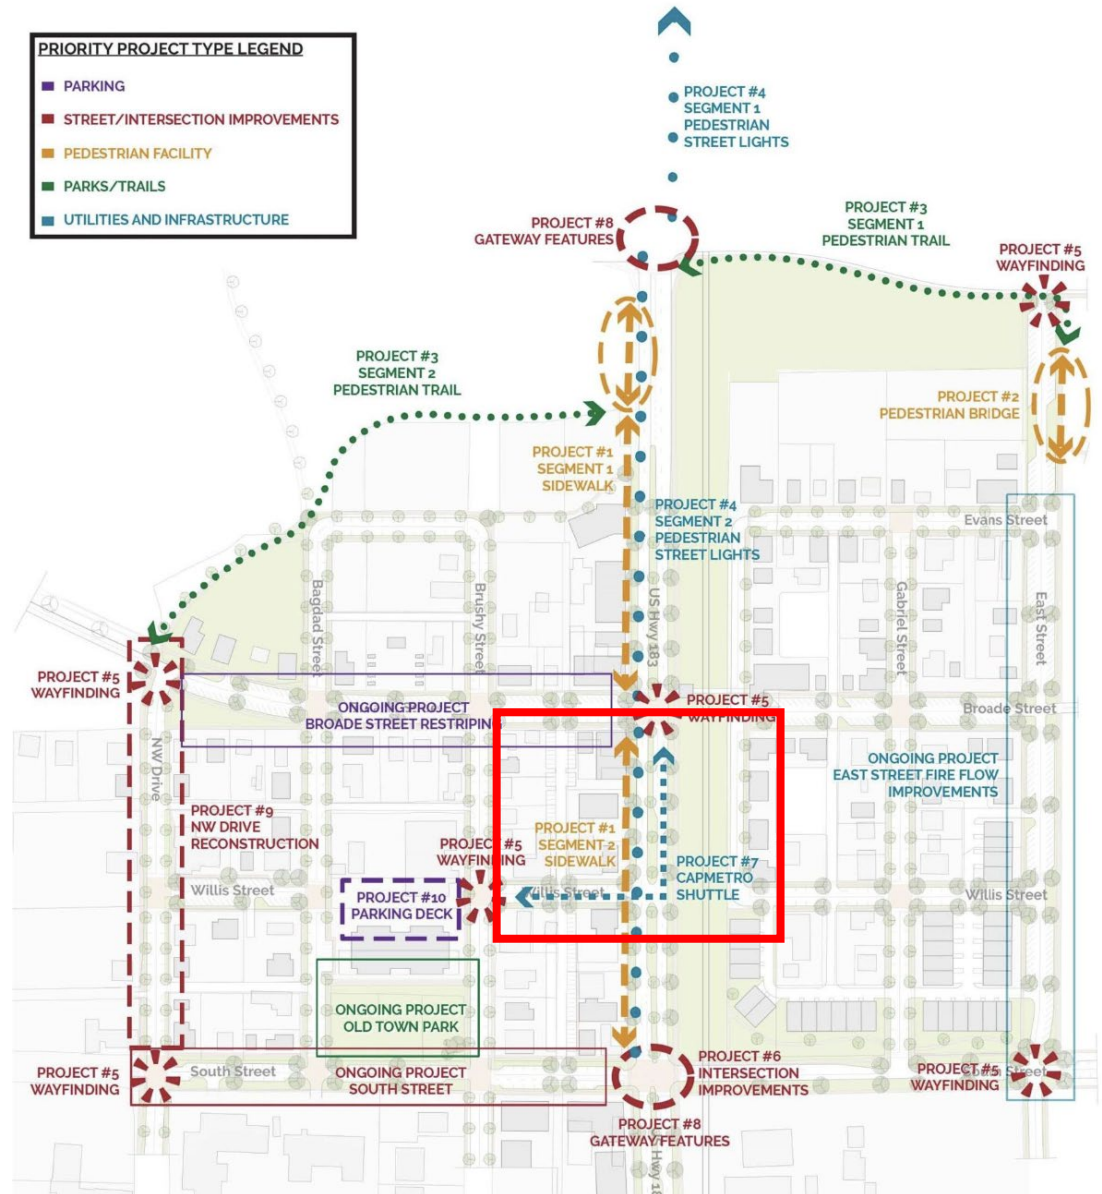 PRIORITY PROJECT TYPE LEGEND
PARKING
STREET/INTERSECTION IMPROVEMENTS
PEDESTRIAN FACILITY
PARKS/TRAILS
UTILITIES AND INFRASTRUCTURE
PROJECT #4
SEGMENT 1
PEDESTRIAN
STREET LIGHTS
PROJECT #8
GATEWAY FEATURES
PROJECT #3
SEGMENT 1
PEDESTRIAN TRAIL
PROJECT #5
WAYFINDING
PROJECT #3
SEGMENT 2
PEDESTRIAN TRAIL
PROJECT #2
PEDESTRIAN BRIDGE
PROJECT #1
SEGMENT 1
SIDEWALK
PROJECT #4
SEGMENT 2
PEDESTRIAN
STREET LIGHTS
Evans Street
Bagdad Street
Brushy Street
US Hwy 183
Gabriel Street
East Street
PROJECT #5
WAYFINDING
ONGOING PROJECT
BROADE STREET RESTRIPING
PROJECT #5
WAYFINDING
Broade Street
NW Drive
ONGOING PROJECT
EAST STREET FIRE FLOW
IMPROVEMENTS
PROJECT #9
NW DRIVE
RECONSTRUCTION
PROJECT #5
WAYFINDING
PROJECT #1
SEGMENT 2
SIDEWALK
PROJECT #7
CAPMETRO
SHUTTLE
Willis Street
PROJECT #10
PARKING DECK
Willis Street
Willis Street
ONGOING PROJECT
OLD TOWN PARK
PROJECT #5
WAYFINDING
South Street
ONGOING PROJECT
SOUTH STREET
PROJECT #6
INTERSECTION
IMPROVEMENTS
PROJECT #5
WAYFINDING
South Street
PROJECT #8
GATEWAY FEATURES
Hwy 18